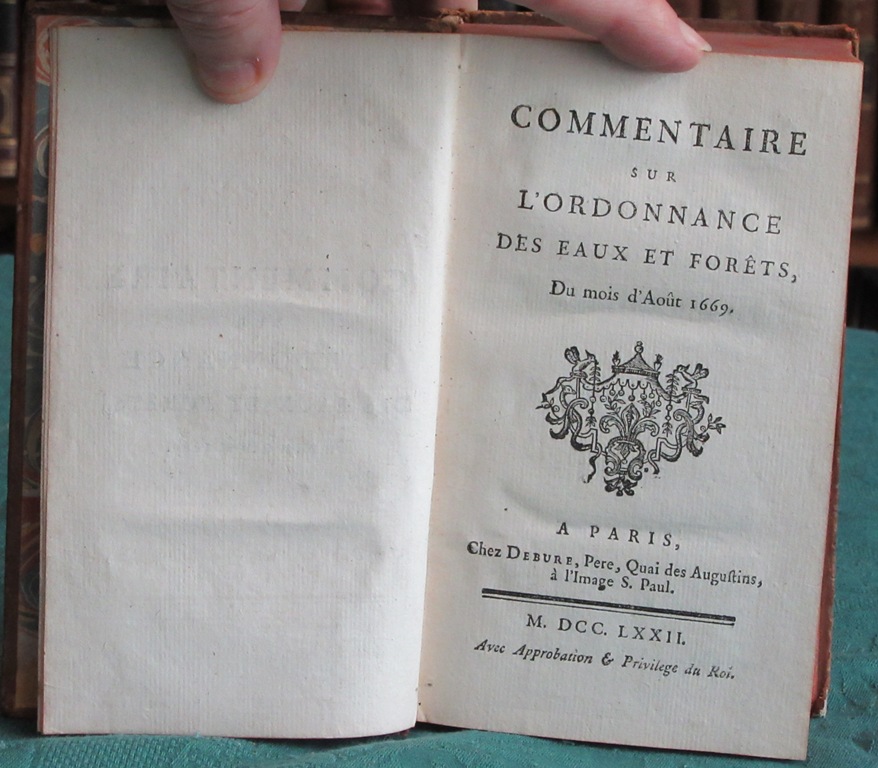 COMMENTAIRE
SUR
L'ORDONNANCE
DES EAUX ET FORÊTS,
Du mois d'Août 1669.
A PARIS,
Chez DEBURE, Pere, Quai des Auguſtins,
à l'Image S. Paul.
M. DCC. LXXII.
Avec Approbation & Privilege du Roi.